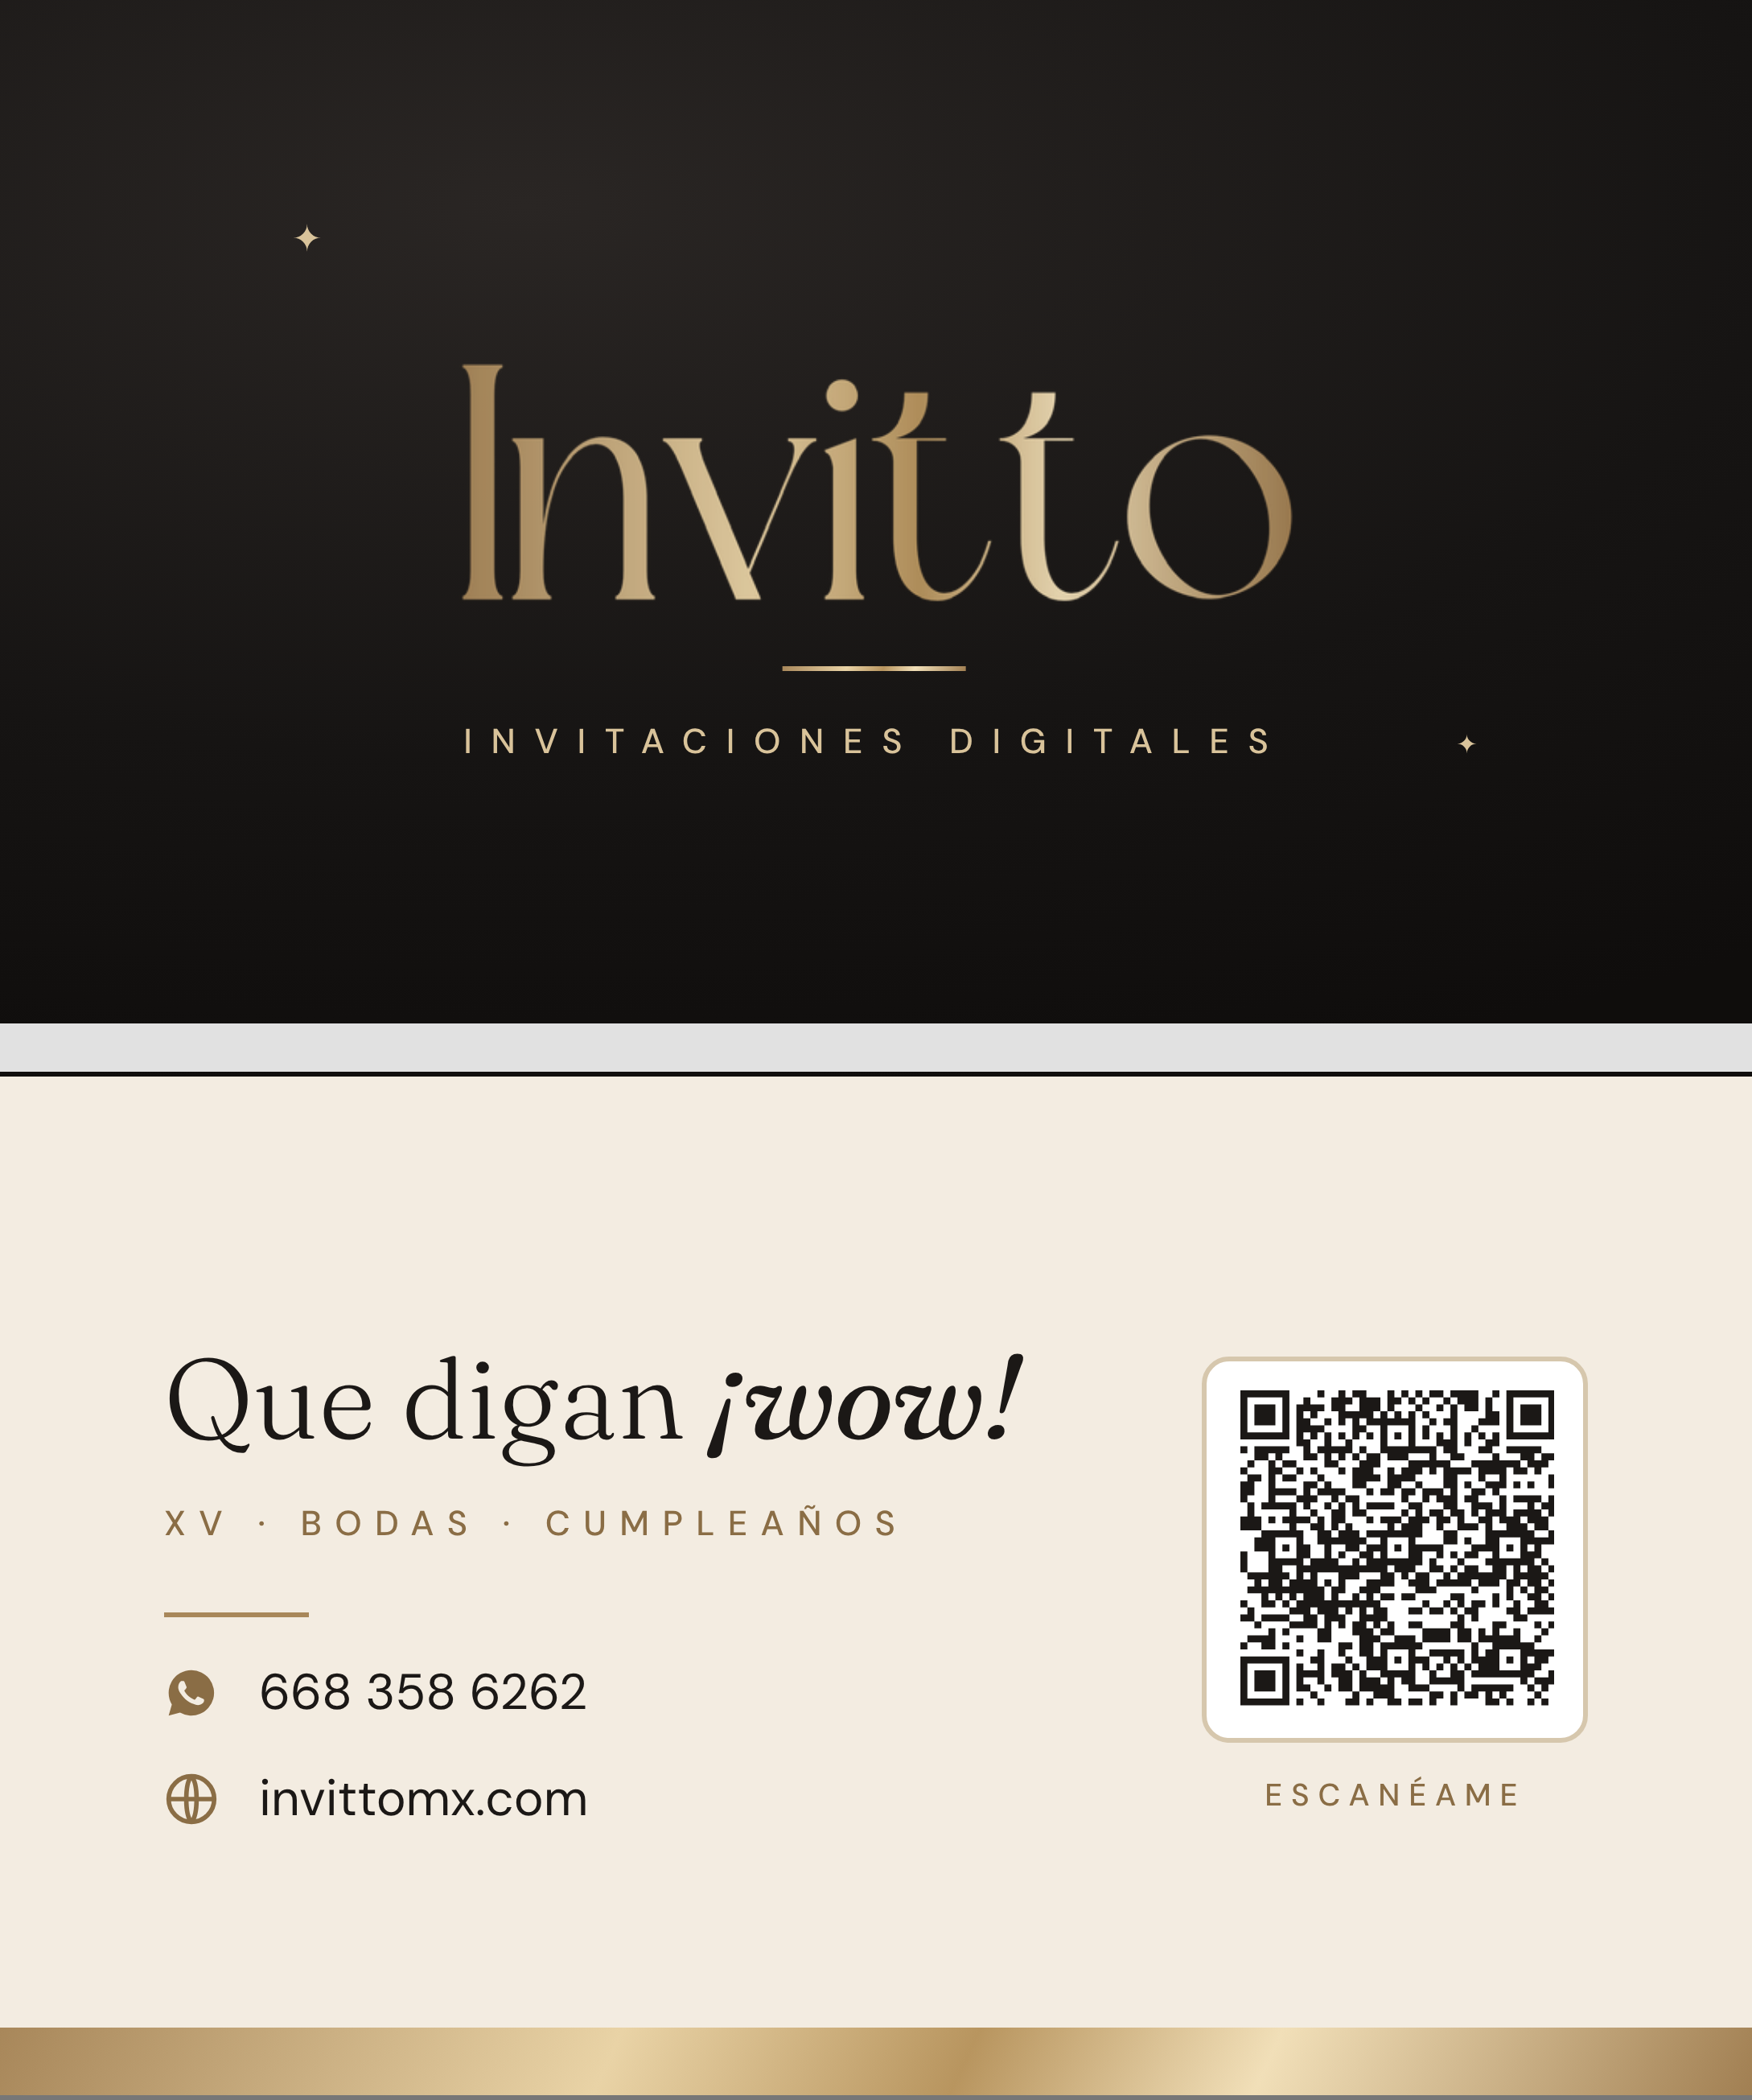 Invitto
INVITACIONES DIGITALES
Que digan ¡wow!
XV · BODAS · CUMPLEAÑOS
668 358 6262
invittomx.com
ESCANÉAME